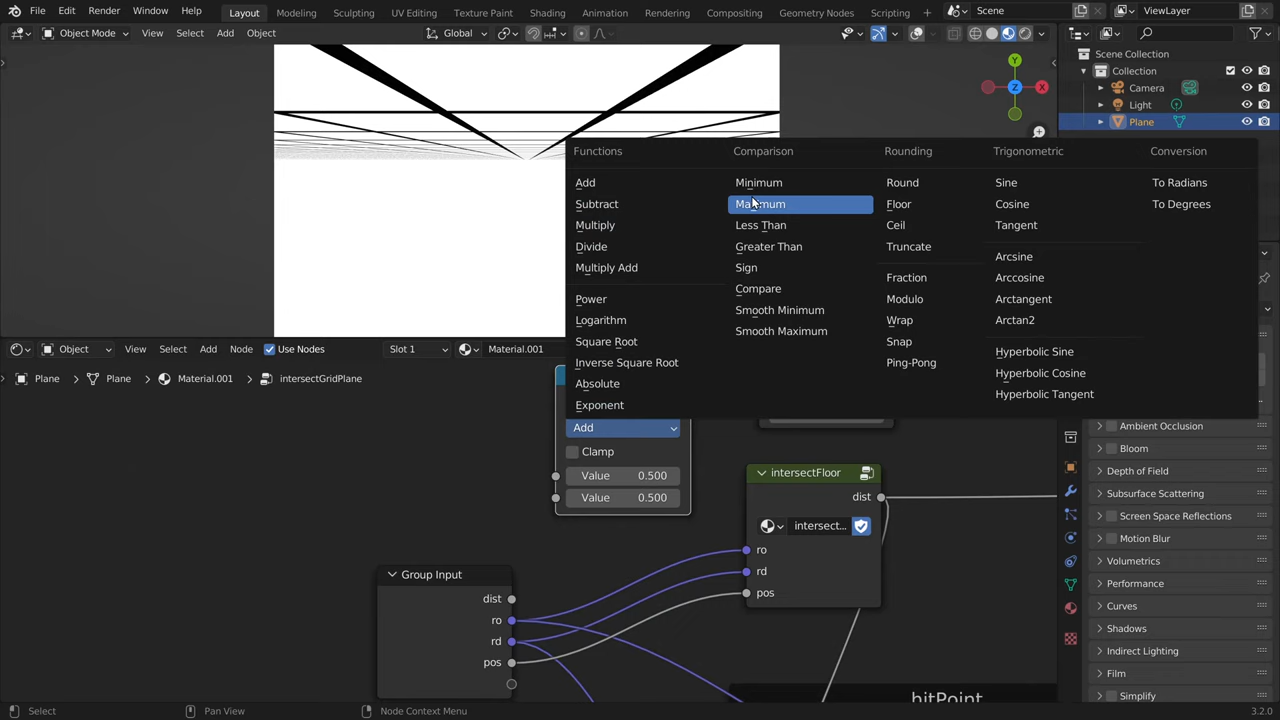 File Edit Render Window Help Layout Modeling Sculpting UV Editing Texture Paint Shading Animation Rendering Compositing Geometry Nodes Scripting + Scene ViewLayer
Object Mode View Select Add Object Global
Scene Collection
Collection
Camera
Light
Plane
Y
Z X
Functions Comparison Rounding Trigonometric Conversion
Add Minimum Round Sine To Radians
Subtract Maximum Floor Cosine To Degrees
Multiply Less Than Ceil Tangent
Divide Greater Than Truncate Arcsine
Multiply Add Sign Fraction Arccosine
Power Compare Modulo Arctangent
Logarithm Smooth Minimum Wrap Arctan2
Square Root Smooth Maximum Snap Hyperbolic Sine
Inverse Square Root Ping-Pong Hyperbolic Cosine
Absolute Hyperbolic Tangent
Exponent
Object View Select Add Node Use Nodes Slot 1 Material.001
Plane Plane Material.001 intersectGridPlane
Add
Clamp
Value 0.500
Value 0.500
intersectFloor
dist
intersect...
ro
rd
pos
Group Input
dist
ro
rd
pos
hitPoint
Ambient Occlusion
Bloom
Depth of Field
Subsurface Scattering
Screen Space Reflections
Motion Blur
Volumetrics
Performance
Curves
Shadows
Indirect Lighting
Film
Simplify
Select Pan View Node Context Menu 3.2.0